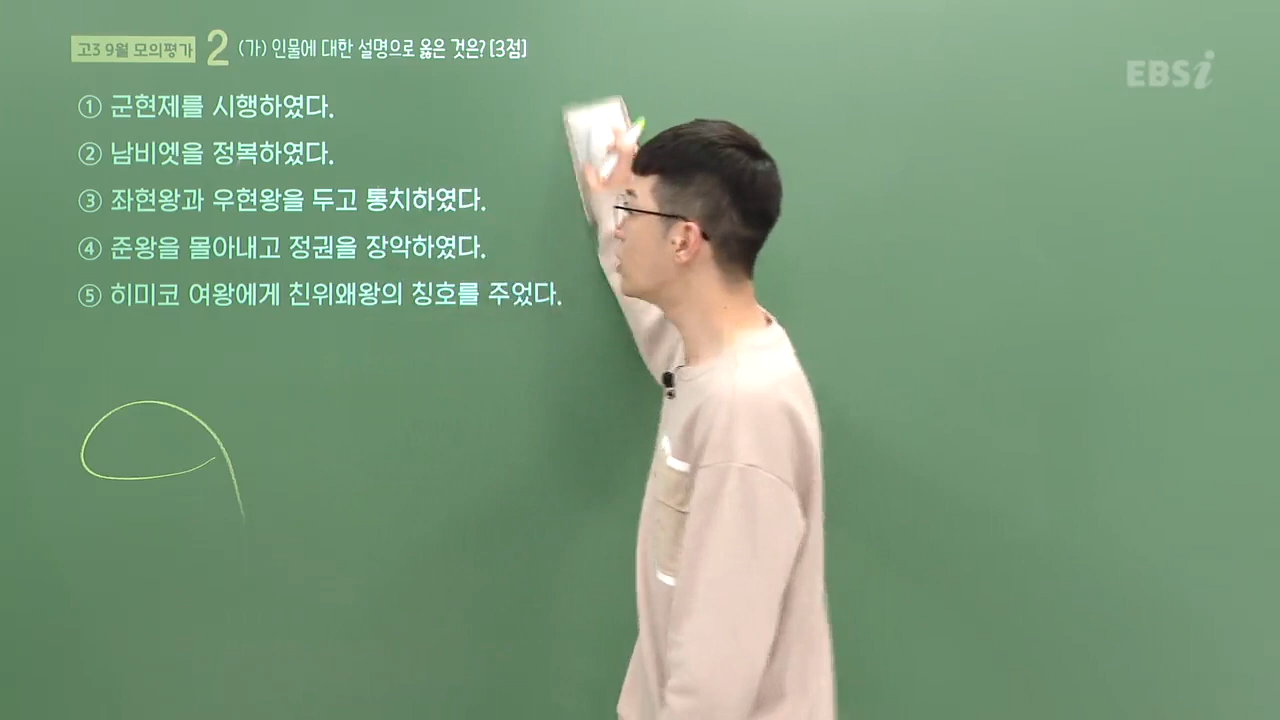 고3 9월 모의평가 2 (가) 인물에 대한 설명으로 옳은 것은? [3점]
EBSi
① 군현제를 시행하였다.
② 남비엣을 정복하였다.
③ 좌현왕과 우현왕을 두고 통치하였다.
④ 준왕을 몰아내고 정권을 장악하였다.
⑤ 히미코 여왕에게 친위왜왕의 칭호를 주었다.